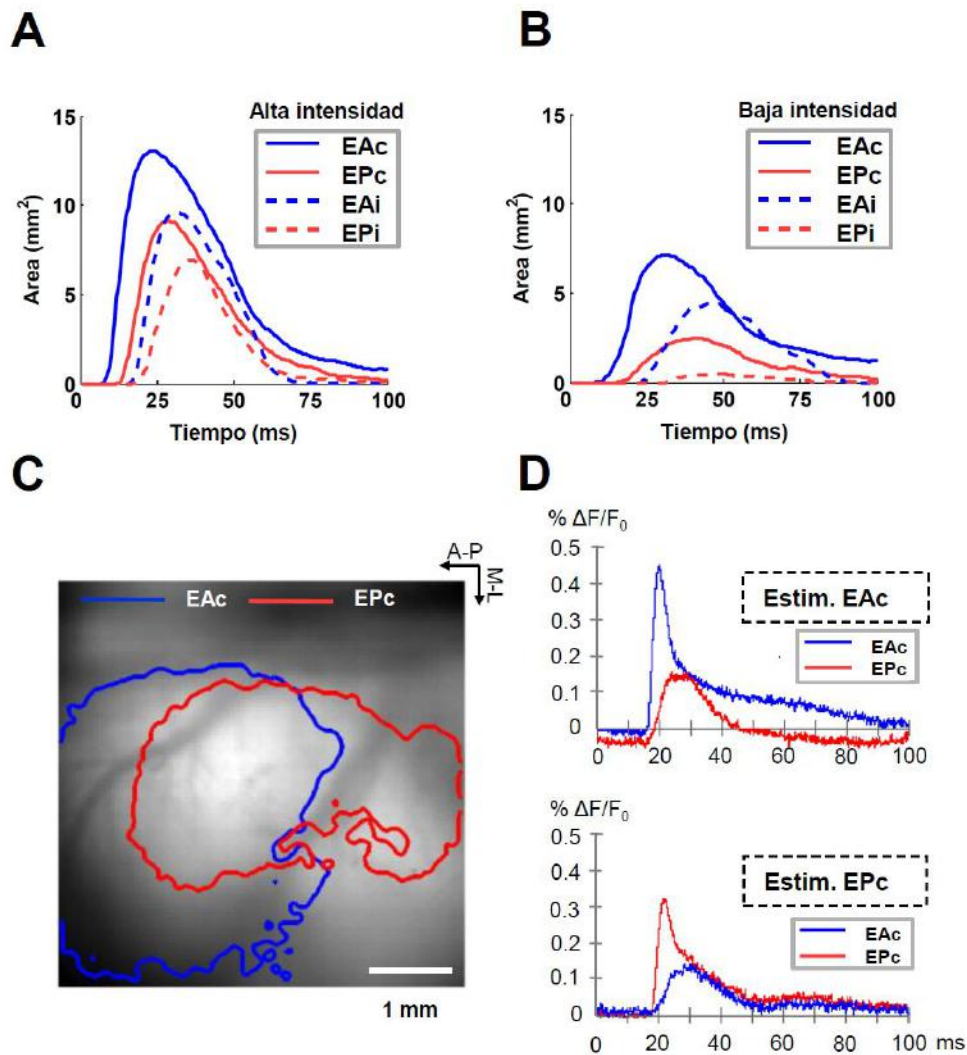 A
Alta intensidad
EAc
EPc
EAi
EPi
15
10
5
0
Area (mm²)
0 25 50 75 100
Tiempo (ms)
B
Baja intensidad
EAc
EPc
EAi
EPi
15
10
5
0
Area (mm²)
0 25 50 75 100
Tiempo (ms)
C
A-P
M-L
EAc EPc
1 mm
D
% ΔF/F₀
0.5
0.4
0.3
0.2
0.1
0
Estim. EAc
EAc
EPc
0 20 40 60 80 100
% ΔF/F₀
0.5
0.4
0.3
0.2
0.1
0
Estim. EPc
EAc
EPc
0 20 40 60 80 100 ms